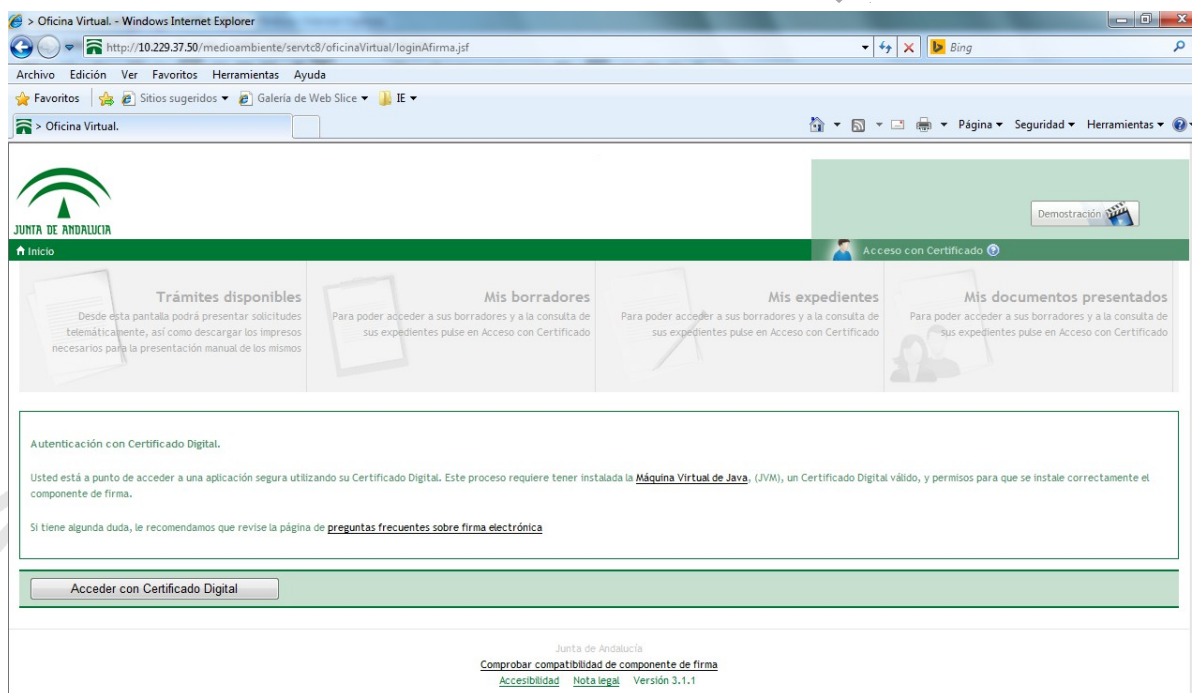 > Oficina Virtual. - Windows Internet Explorer
http://10.229.37.50/medioambiente/servtc8/oficinaVirtual/loginAfirma.jsf
Bing
Archivo Edición Ver Favoritos Herramientas Ayuda
Favoritos Sitios sugeridos Galería de Web Slice IE
> Oficina Virtual.
Página Seguridad Herramientas
JUNTA DE ANDALUCIA
Demostración
Inicio
Acceso con Certificado
Trámites disponibles
Desde esta pantalla podrá presentar solicitudes
telemáticamente, así como descargar los impresos
necesarios para la presentación manual de los mismos
Mis borradores
Para poder acceder a sus borradores y a la consulta de
sus expedientes pulse en Acceso con Certificado
Mis expedientes
Para poder acceder a sus borradores y a la consulta de
sus expedientes pulse en Acceso con Certificado
Mis documentos presentados
Para poder acceder a sus borradores y a la consulta de
sus expedientes pulse en Acceso con Certificado
Autenticación con Certificado Digital.
Usted está a punto de acceder a una aplicación segura utilizando su Certificado Digital. Este proceso requiere tener instalada la Máquina Virtual de Java, (JVM), un Certificado Digital válido, y permisos para que se instale correctamente el
componente de firma.
Si tiene algunda duda, le recomendamos que revise la página de preguntas frecuentes sobre firma electrónica
Acceder con Certificado Digital
Junta de Andalucía
Comprobar compatibilidad de componente de firma
Accesibilidad Nota legal Versión 3.1.1